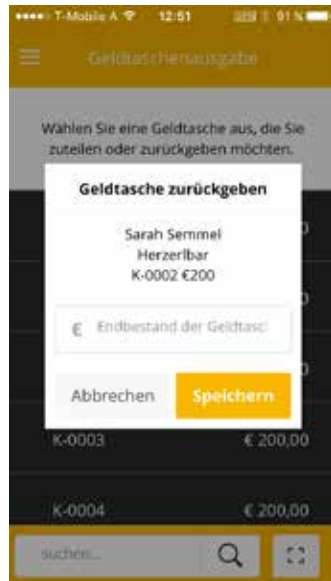 T-Mobile A 12:51 91 %
Geldtaschenausgabe
Wählen Sie eine Geldtasche aus, die Sie
zuteilen oder zurückgeben möchten.
Geldtasche zurückgeben
Sarah Semmel
Herzerlbar
K-0002 €200
€ Endbestand der Geldtasc
Abbrechen Speichern
K-0003 € 200,00
K-0004 € 200,00
suchen...